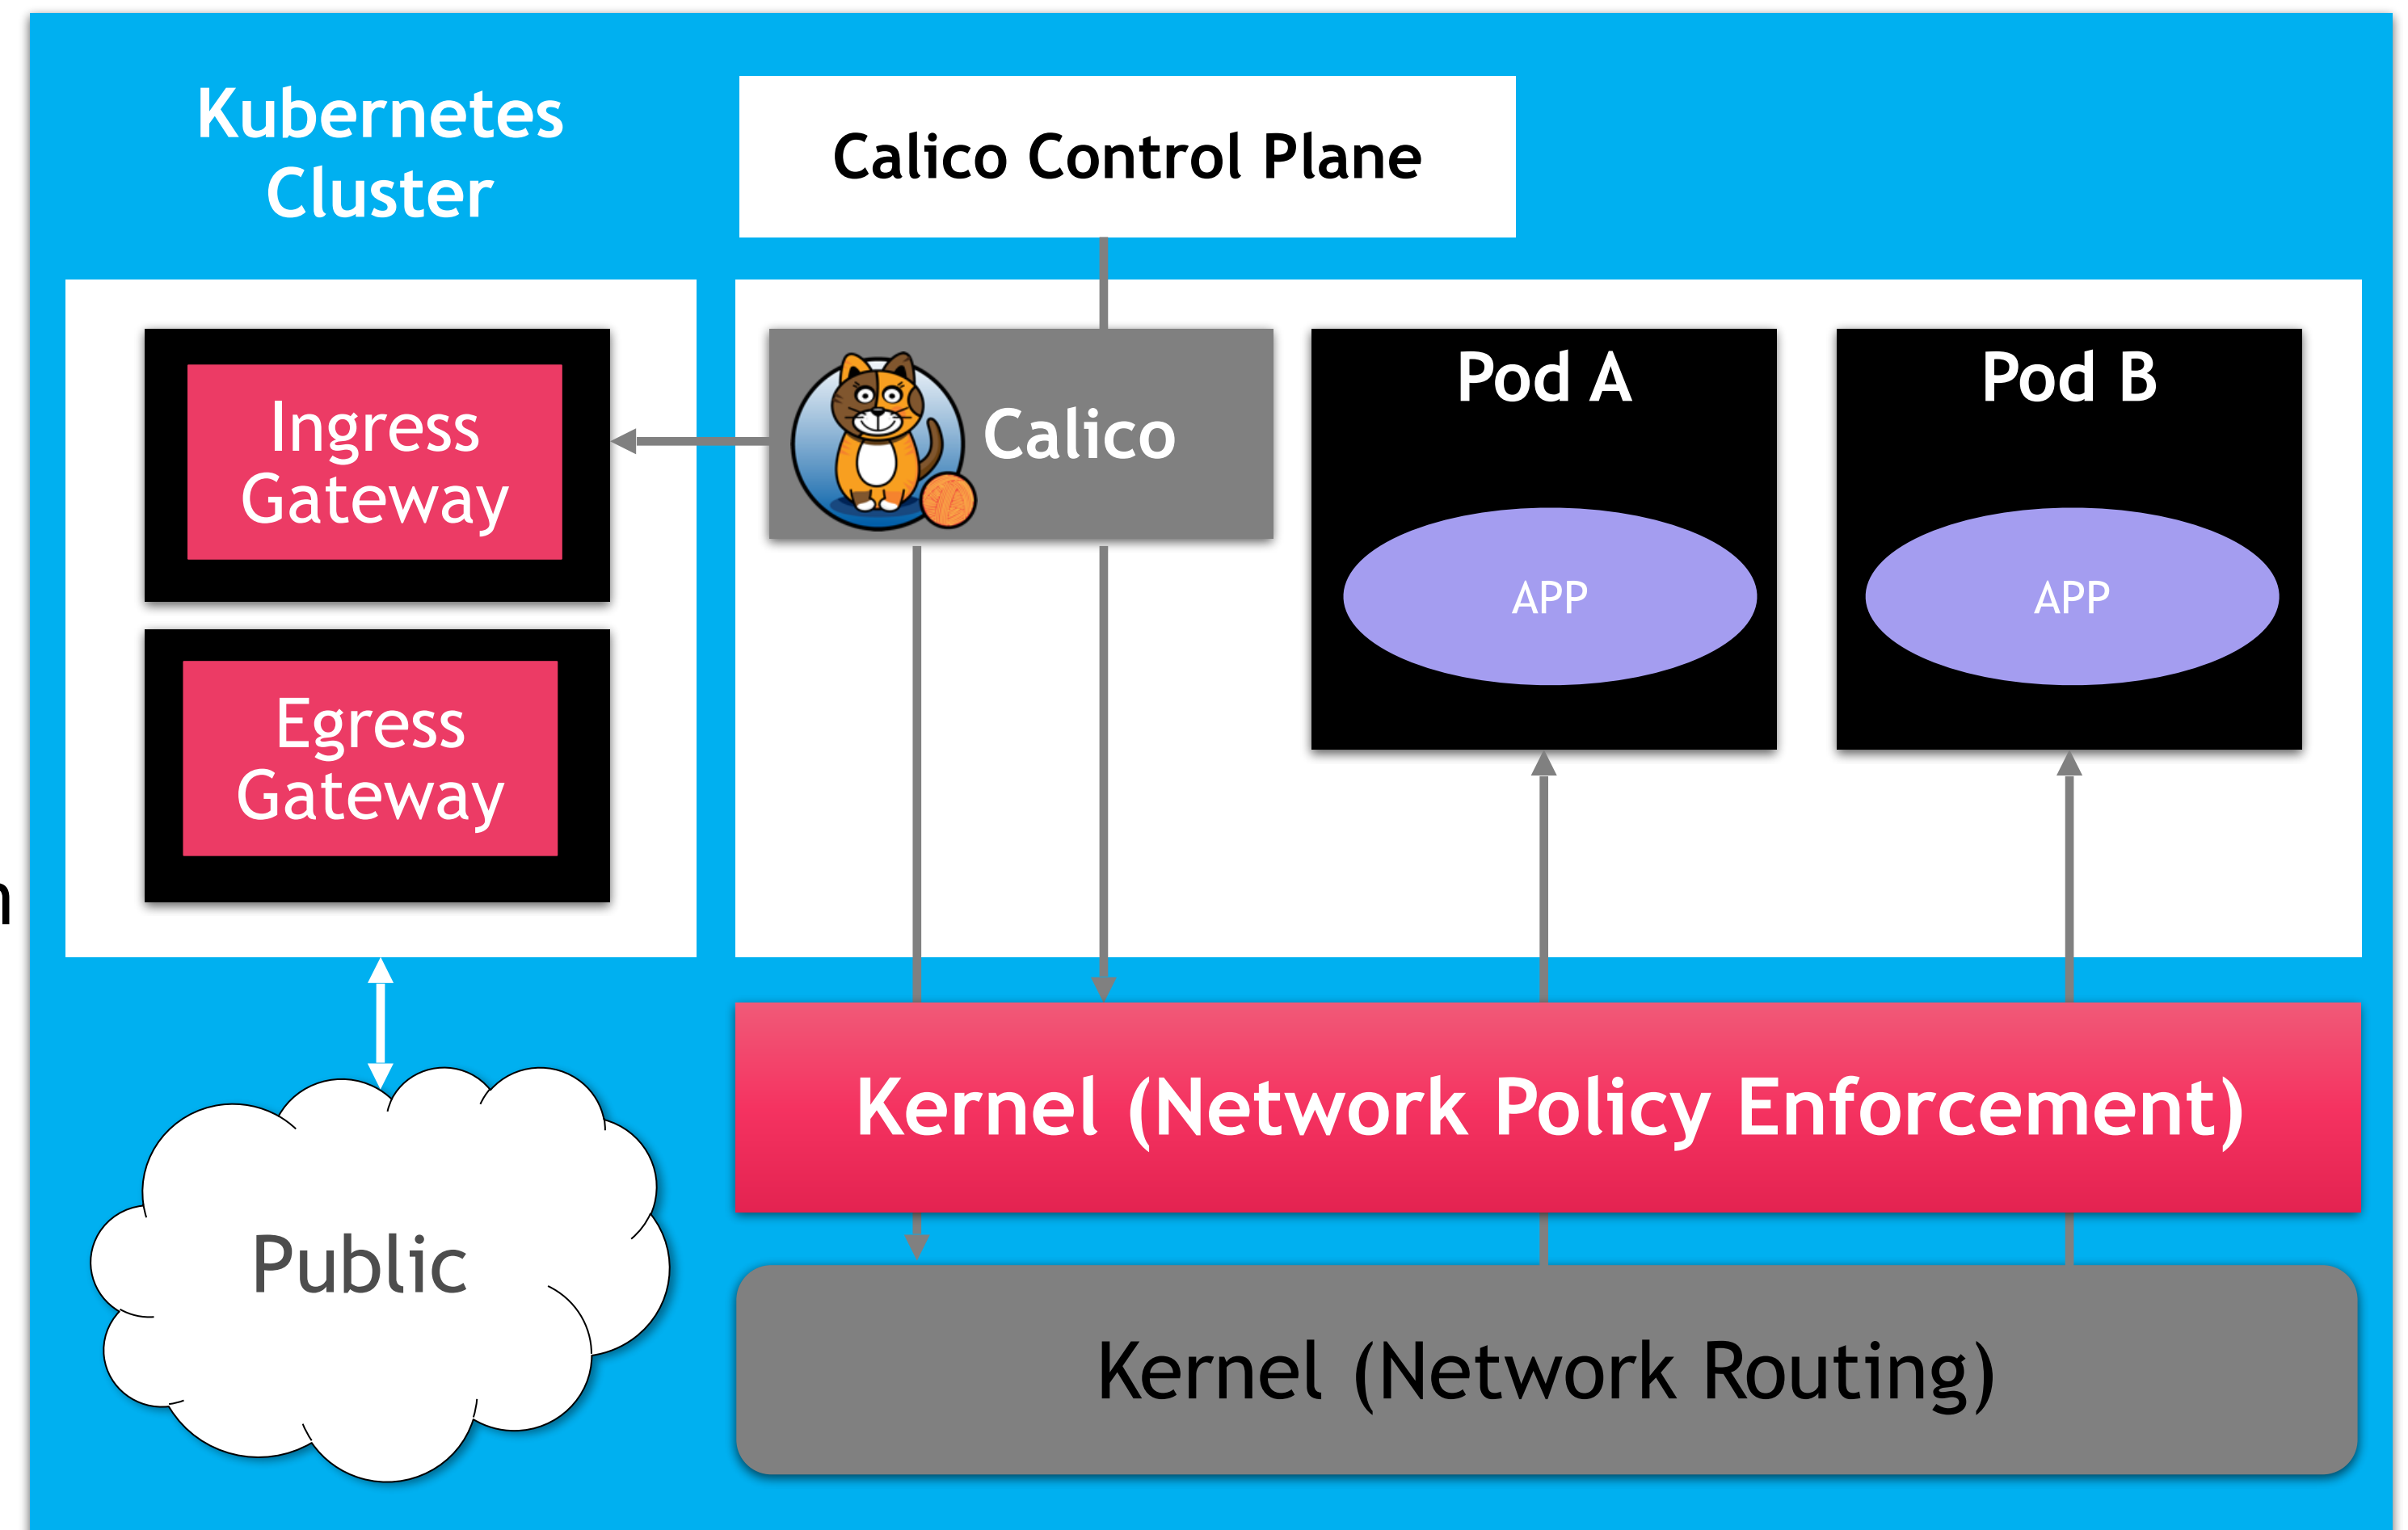 Kubernetes
Cluster
Calico Control Plane
Ingress
Gateway
Calico
Pod A
Pod B
APP
APP
Egress
Gateway
Kernel (Network Policy Enforcement)
Public
Kernel (Network Routing)